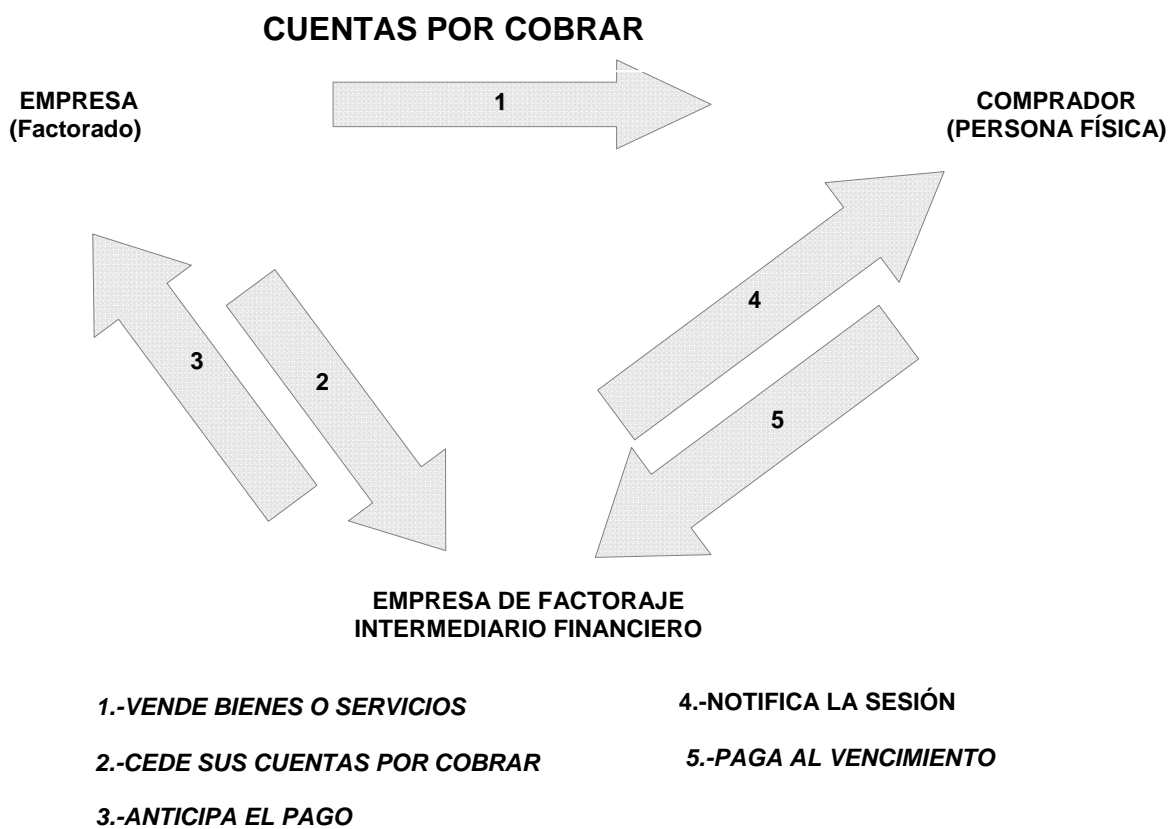 CUENTAS POR COBRAR
EMPRESA
(Factorado)
1
COMPRADOR
(PERSONA FÍSICA)
3
2
4
5
EMPRESA DE FACTORAJE
INTERMEDIARIO FINANCIERO
1.-VENDE BIENES O SERVICIOS
2.-CEDE SUS CUENTAS POR COBRAR
3.-ANTICIPA EL PAGO
4.-NOTIFICA LA SESIÓN
5.-PAGA AL VENCIMIENTO